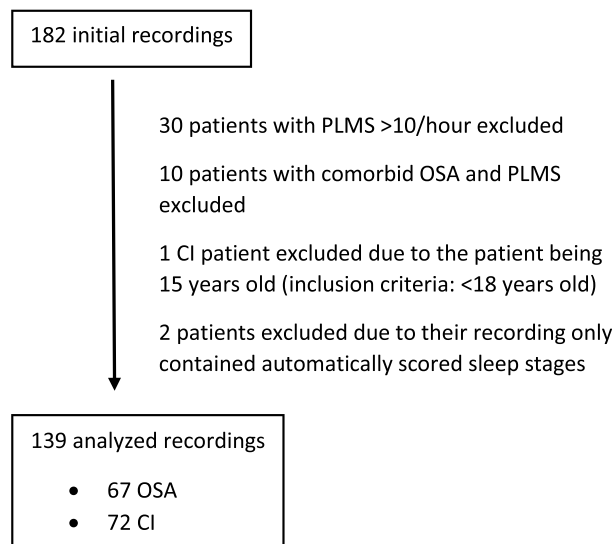 182 initial recordings
30 patients with PLMS >10/hour excluded
10 patients with comorbid OSA and PLMS
excluded
1 CI patient excluded due to the patient being
15 years old (inclusion criteria: <18 years old)
2 patients excluded due to their recording only
contained automatically scored sleep stages
139 analyzed recordings
• 67 OSA
• 72 CI